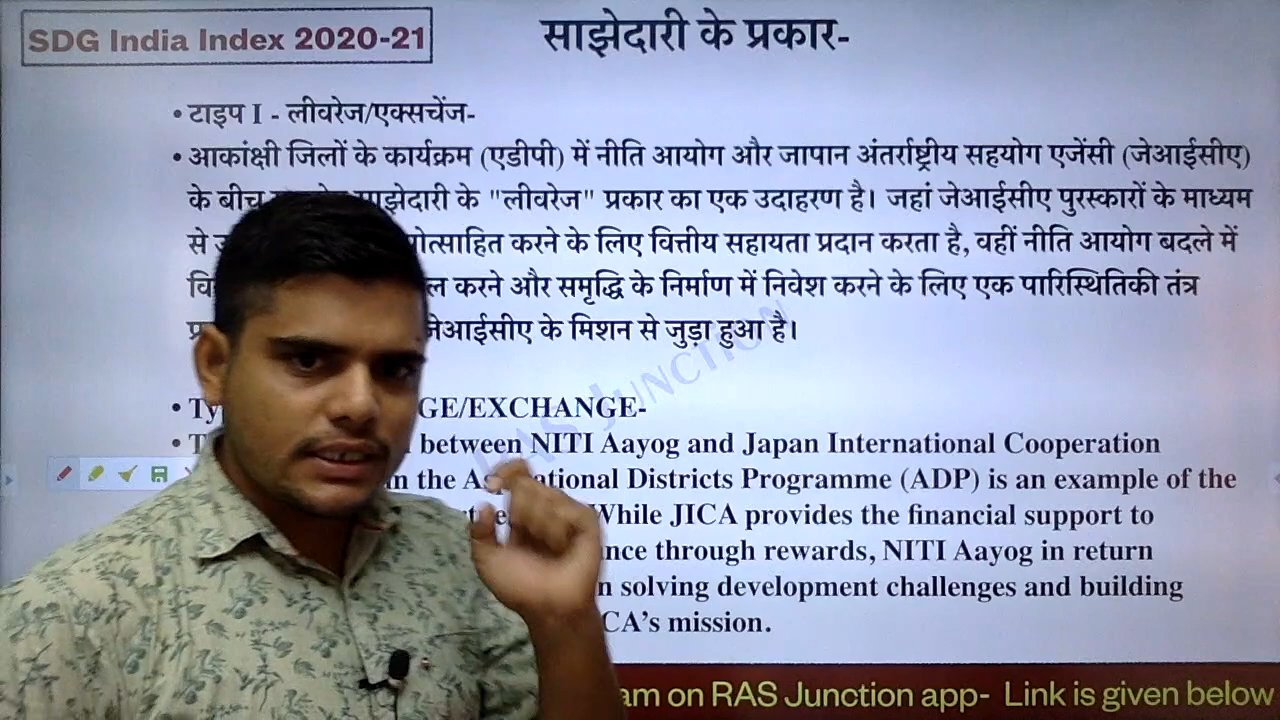 SDG India Index 2020-21
साझेदारी के प्रकार-
• टाइप I - लीवरेज/एक्सचेंज-
• आकांक्षी जिलों के कार्यक्रम (एडीपी) में नीति आयोग और जापान अंतर्राष्ट्रीय सहयोग एजेंसी (जेआईसीए)
के बीच साझेदारी के "लीवरेज" प्रकार का एक उदाहरण है। जहां जेआईसीए पुरस्कारों के माध्यम
से करने के लिए वित्तीय सहायता प्रदान करता है, वहीं नीति आयोग बदले में
करने और समृद्धि के निर्माण में निवेश करने के लिए एक पारिस्थितिकी तंत्र
जेआईसीए के मिशन से जुड़ा हुआ है।
RAS JUNCTION
GE/EXCHANGE-
between NITI Aayog and Japan International Cooperation
the Aspirational Districts Programme (ADP) is an example of the
While JICA provides the financial support to
through rewards, NITI Aayog in return
solving development challenges and building
CA's mission.
am on RAS Junction app- Link is given below